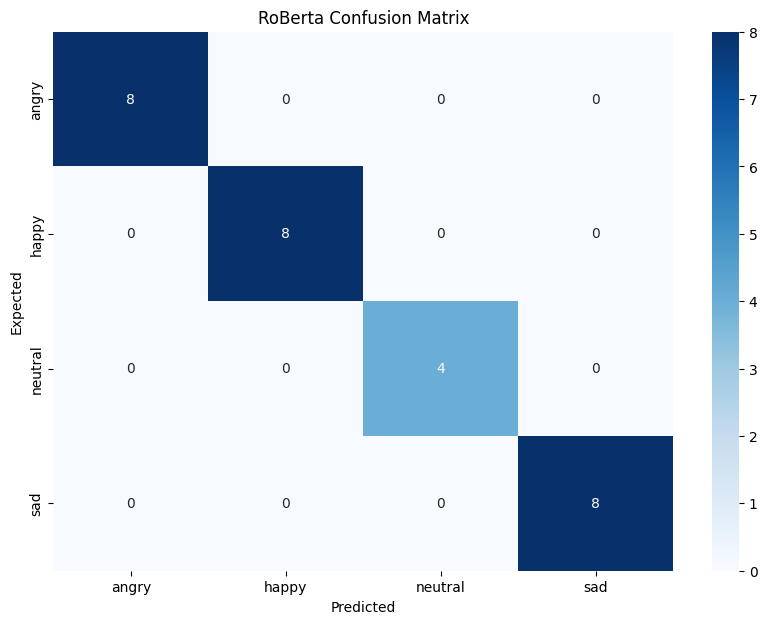 RoBerta Confusion Matrix
Expected
angry 8 0 0 0
happy 0 8 0 0
neutral 0 0 4 0
sad 0 0 0 8
angry happy neutral sad
Predicted
8
7
6
5
4
3
2
1
0